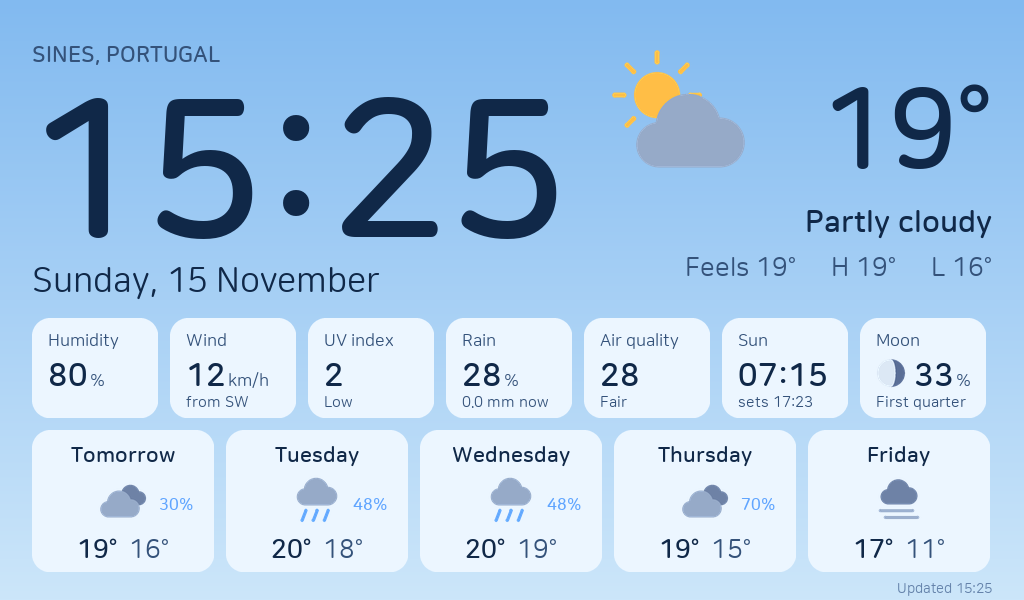 SINES, PORTUGAL
15:25
Sunday, 15 November
19°
Partly cloudy
Feels 19° H 19° L 16°
Humidity
80%
Wind
12 km/h
from SW
UV index
2
Low
Rain
28%
0.0 mm now
Air quality
28
Fair
Sun
07:15
sets 17:23
Moon
33%
First quarter
Tomorrow
30%
19° 16°
Tuesday
48%
20° 18°
Wednesday
48%
20° 19°
Thursday
70%
19° 15°
Friday
17° 11°
Updated 15:25